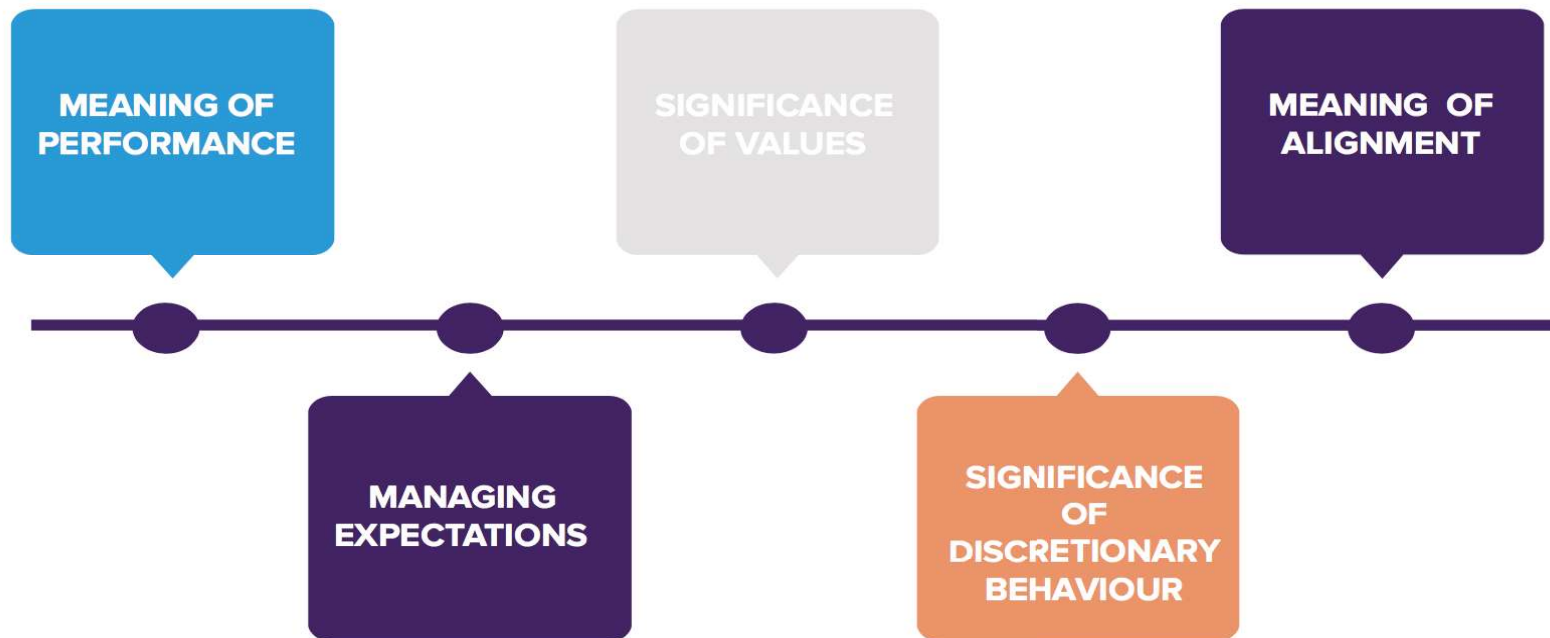 MEANING OF
PERFORMANCE
MANAGING
EXPECTATIONS
SIGNIFICANCE
OF VALUES
SIGNIFICANCE
OF
DISCRETIONARY
BEHAVIOUR
MEANING OF
ALIGNMENT